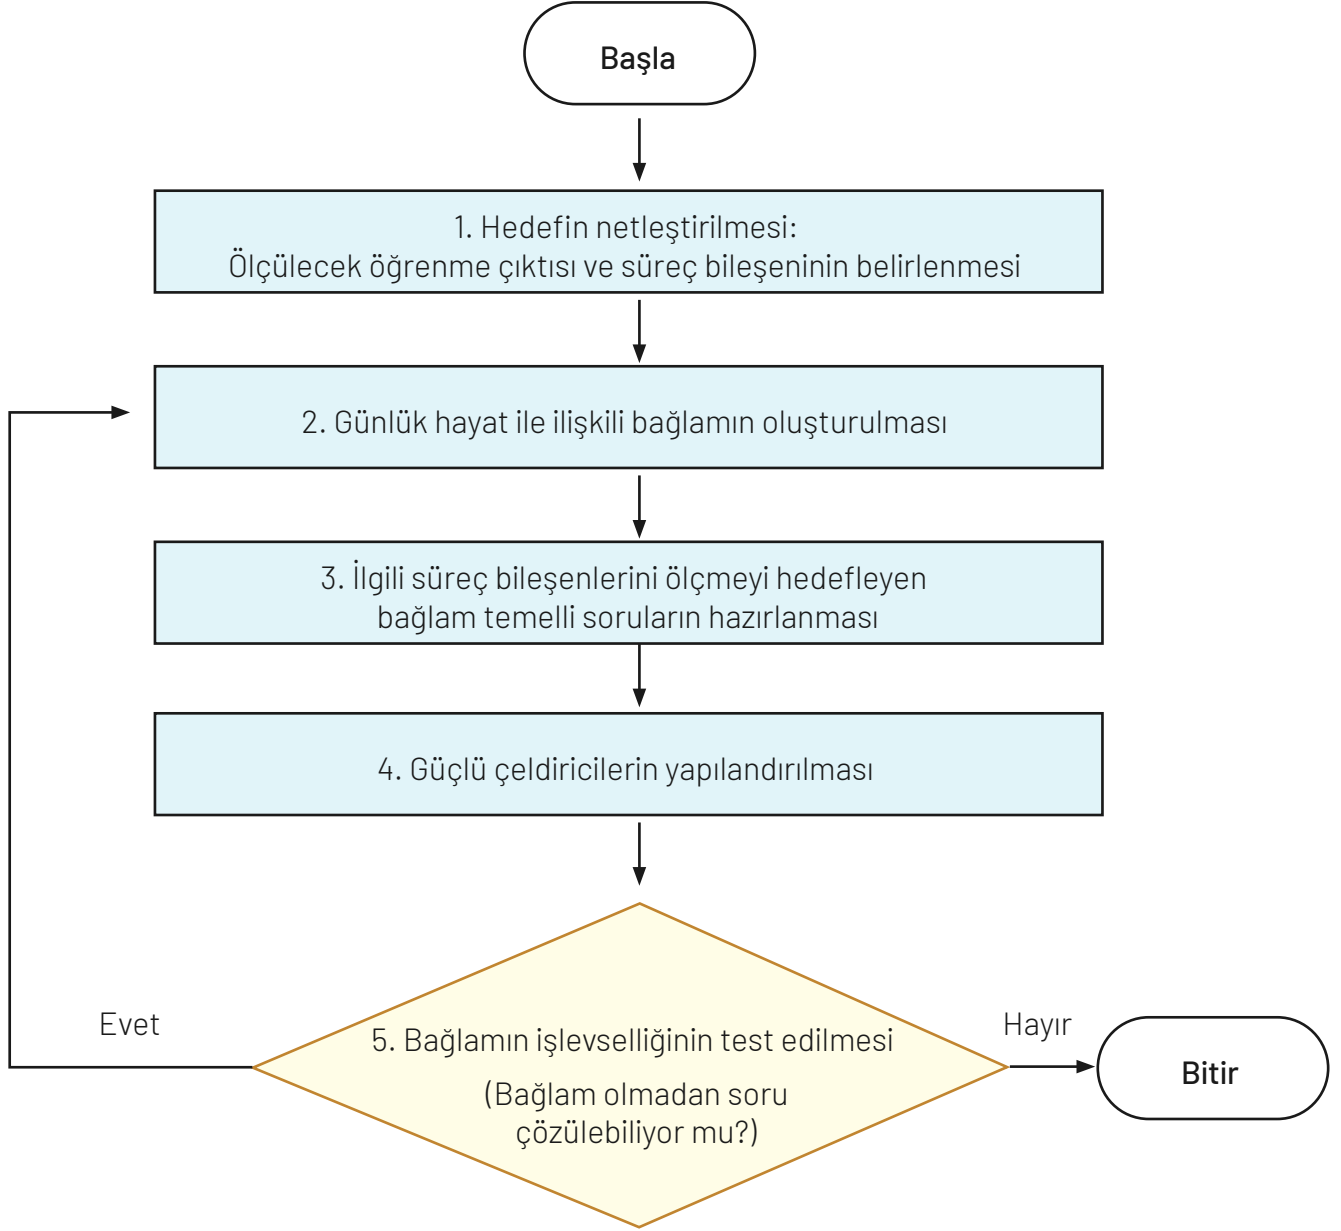 Başla
1. Hedefin netleştirilmesi:
Ölçülecek öğrenme çıktısı ve süreç bileşeninin belirlenmesi
2. Günlük hayat ile ilişkili bağlamın oluşturulması
3. İlgili süreç bileşenlerini ölçmeyi hedefleyen
bağlam temelli soruların hazırlanması
4. Güçlü çeldiricilerin yapılandırılması
Evet
5. Bağlamın işlevselliğinin test edilmesi
(Bağlam olmadan soru
çözülebiliyor mu?)
Hayır
Bitir